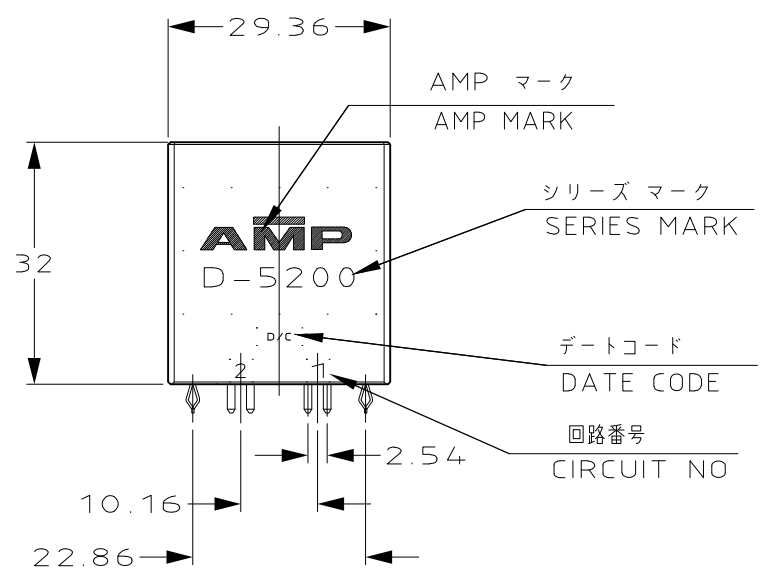 29.36
AMP マーク
AMP MARK
シリーズ マーク
SERIES MARK
AMP
32
D-5200
D/C
デートコード
DATE CODE
2 1
回路番号
2.54
CIRCUIT NO
10.16
22.86